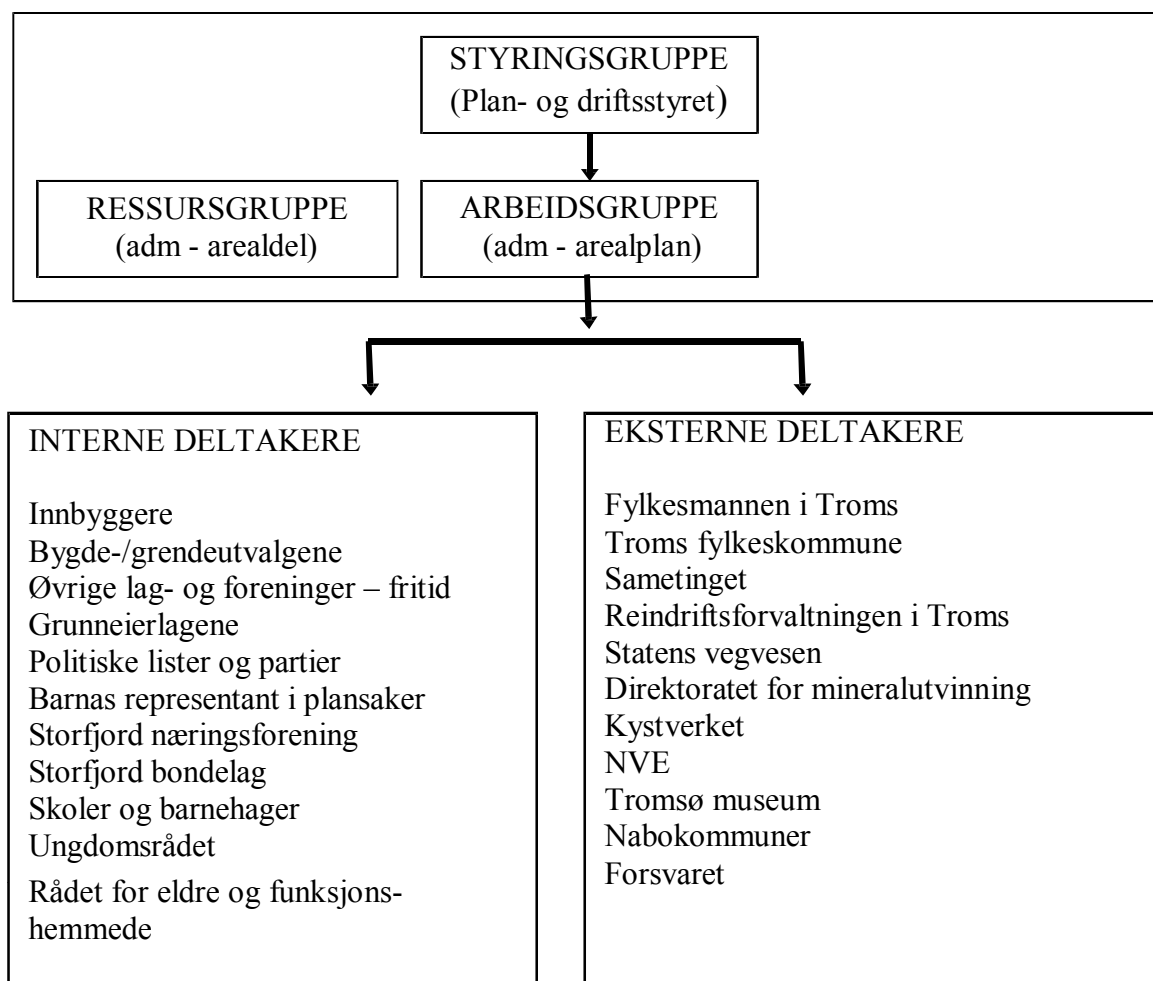 STYRINGSGRUPPE
(Plan- og driftsstyret)
RESSURSGRUPPE
(adm - arealdel)
ARBEIDSGRUPPE
(adm - arealplan)
INTERNE DELTAKERE
Innbyggere
Bygde-/grendeutvalgene
Øvrige lag- og foreninger – fritid
Grunneierlagene
Politiske lister og partier
Barnas representant i plansaker
Storfjord næringsforening
Storfjord bondelag
Skoler og barnehager
Ungdomsrådet
Rådet for eldre og funksjons-
hemmede
EKSTERNE DELTAKERE
Fylkesmannen i Troms
Troms fylkeskommune
Sametinget
Reindriftsforvaltningen i Troms
Statens vegvesen
Direktoratet for mineralutvinning
Kystverket
NVE
Tromsø museum
Nabokommuner
Forsvaret